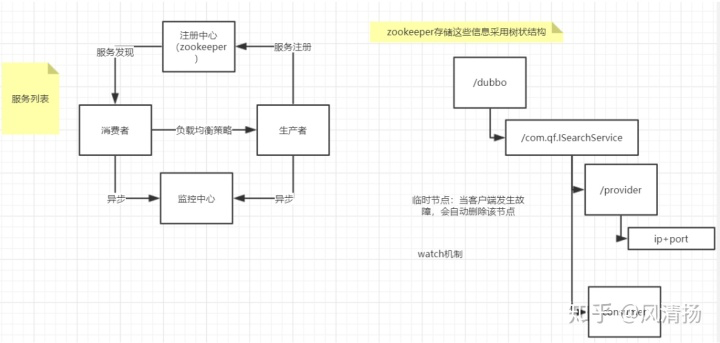 注册中心
（zookeeper
）
服务发现
服务注册
服务列表
消费者
负载均衡策略
生产者
异步
监控中心
异步
zookeeper存储这些信息采用树状结构
/dubbo
/com.qf.ISearchService
/provider
临时节点：当客户端发生故
障，会自动删除该节点
ip+port
watch机制
知乎 @风清扬